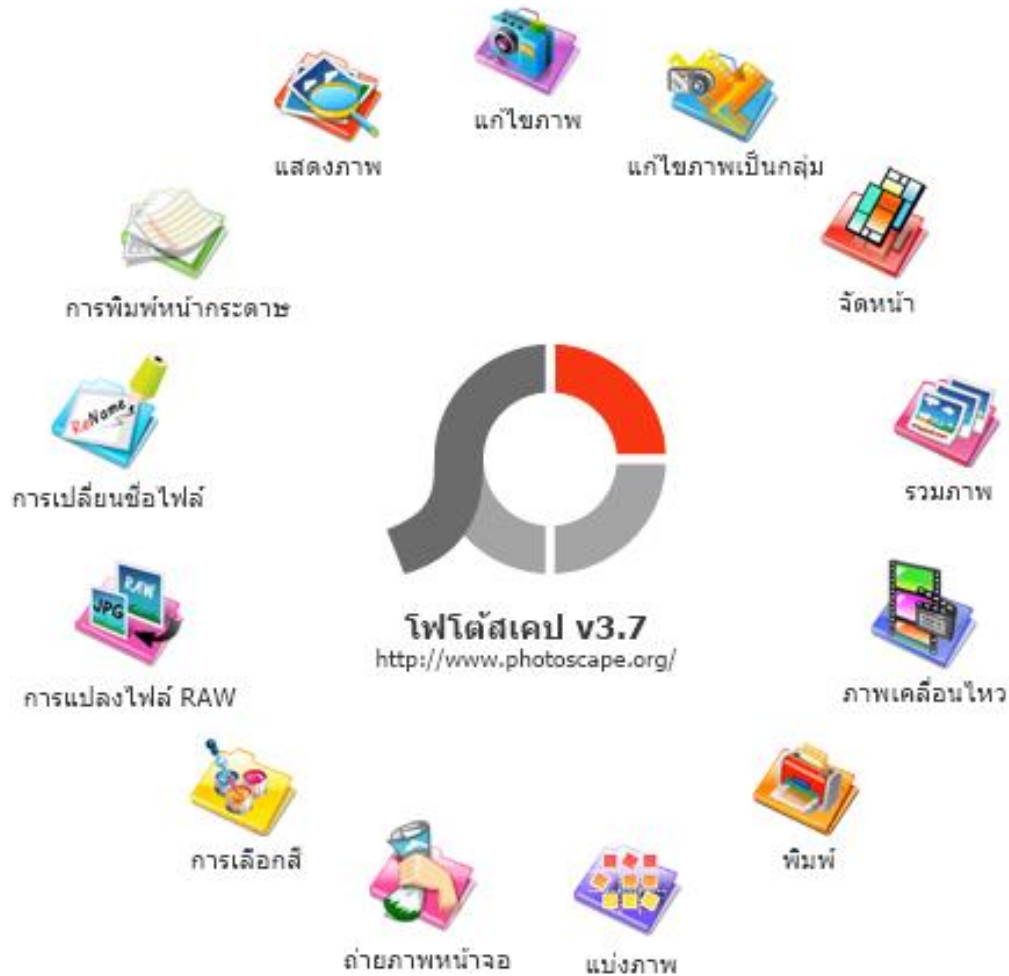 แก้ไขภาพ
แสดงภาพ
แก้ไขภาพเป็นกลุ่ม
การพิมพ์หน้ากระดาษ
จัดหน้า
ReName
การเปลี่ยนชื่อไฟล์
รวมภาพ
RAW
JPG
โฟโต้สเคป v3.7
http://www.photoscape.org/
การแปลงไฟล์ RAW
ภาพเคลื่อนไหว
การเลือกสี
พิมพ์
ถ่ายภาพหน้าจอ
แบ่งภาพ